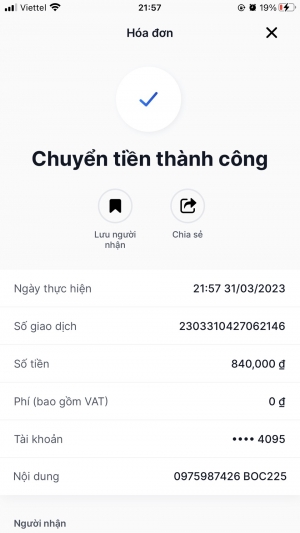 Viettel 21:57 19%
Hóa đơn
Chuyển tiền thành công
Lưu người
nhận
Chia sẻ
Ngày thực hiện 21:57 31/03/2023
Số giao dịch 2303310427062146
Số tiền 840,000 ₫
Phí (bao gồm VAT) 0 ₫
Tài khoản •••• 4095
Nội dung 0975987426 BOC225
Người nhận